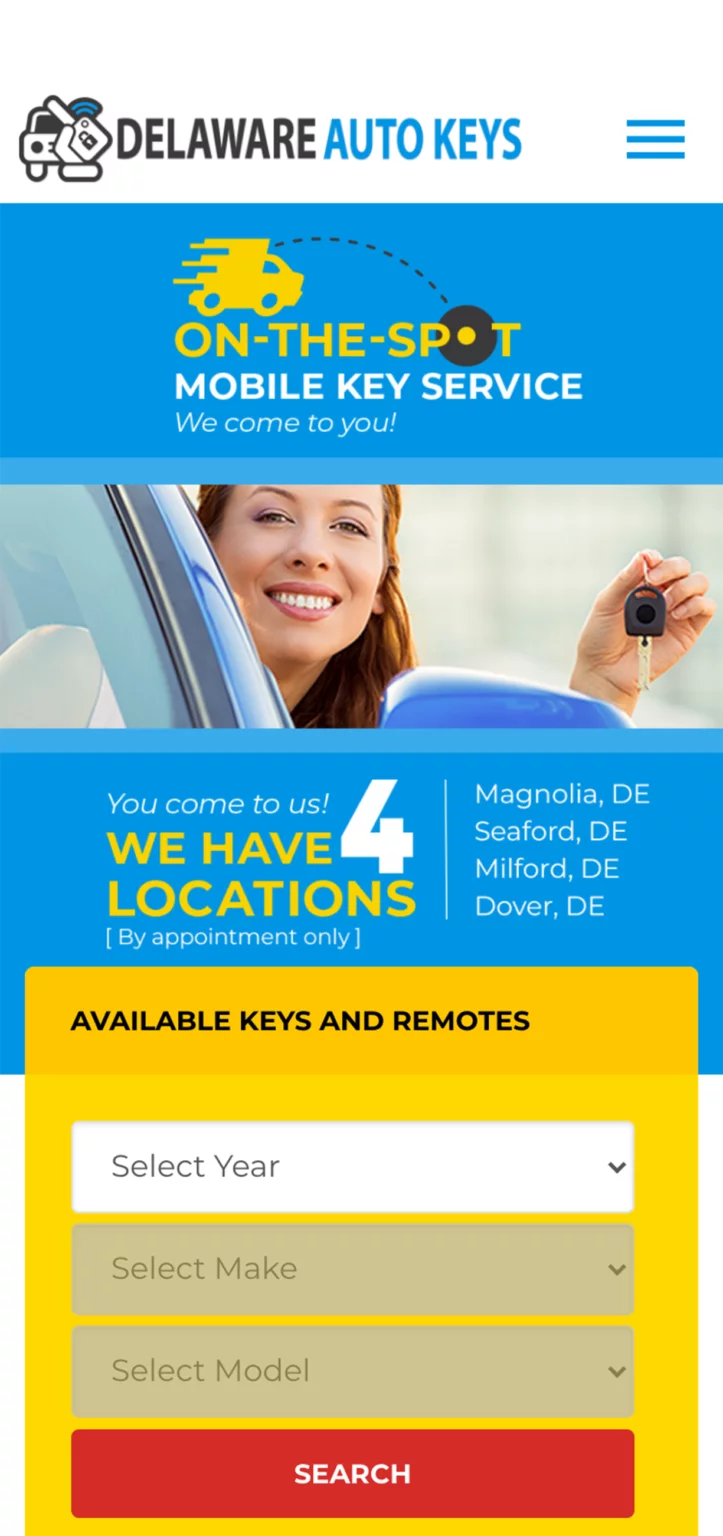 DELAWARE AUTO KEYS
ON-THE-SPOT
MOBILE KEY SERVICE
We come to you!
You come to us!
WE HAVE 4
LOCATIONS
[ By appointment only ]
Magnolia, DE
Seaford, DE
Milford, DE
Dover, DE
AVAILABLE KEYS AND REMOTES
Select Year
Select Make
Select Model
SEARCH